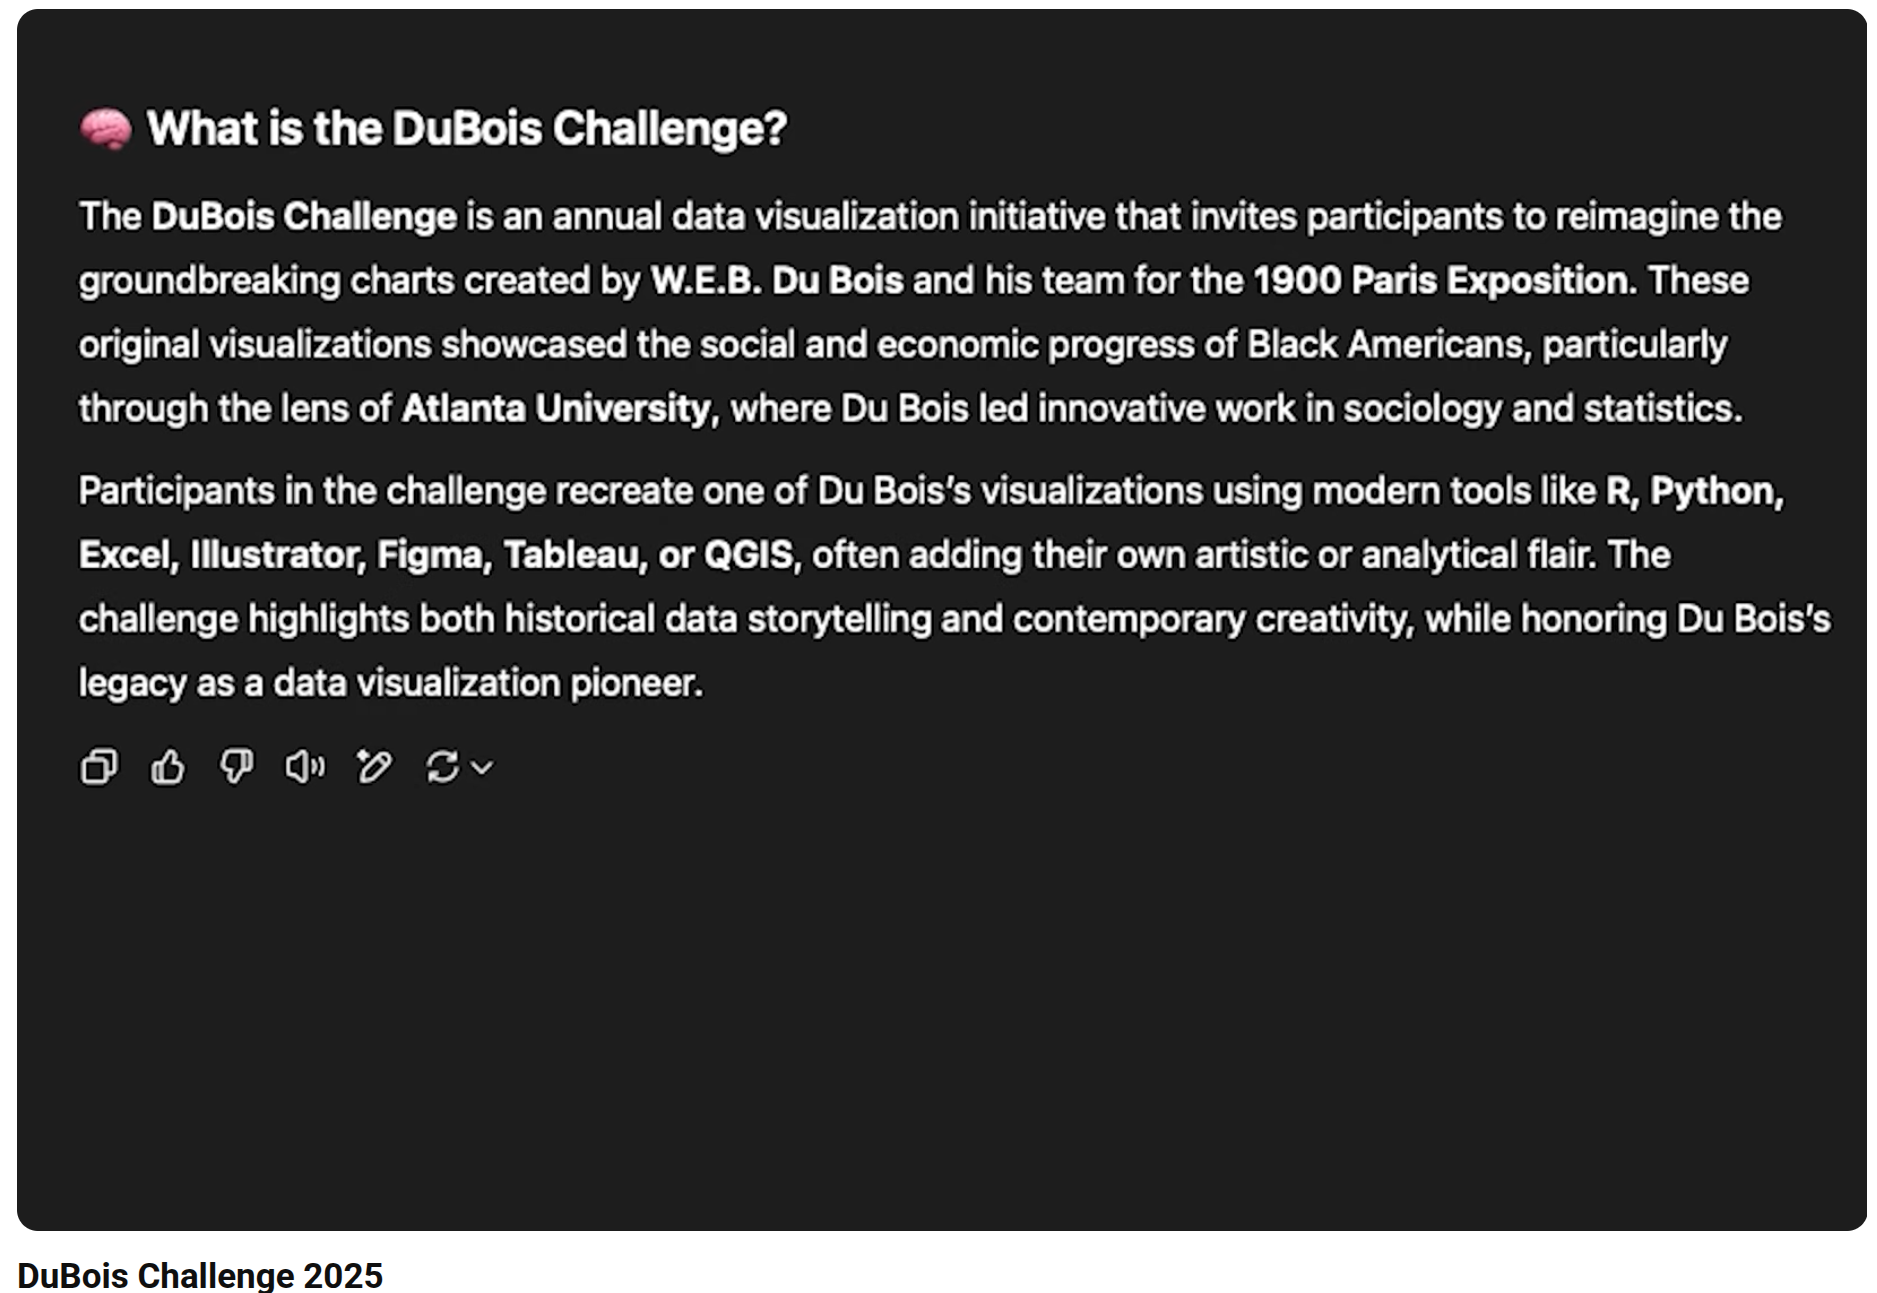 🧠 What is the DuBois Challenge?
The DuBois Challenge is an annual data visualization initiative that invites participants to reimagine the
groundbreaking charts created by W.E.B. Du Bois and his team for the 1900 Paris Exposition. These
original visualizations showcased the social and economic progress of Black Americans, particularly
through the lens of Atlanta University, where Du Bois led innovative work in sociology and statistics.
Participants in the challenge recreate one of Du Bois’s visualizations using modern tools like R, Python,
Excel, Illustrator, Figma, Tableau, or QGIS, often adding their own artistic or analytical flair. The
challenge highlights both historical data storytelling and contemporary creativity, while honoring Du Bois’s
legacy as a data visualization pioneer.
DuBois Challenge 2025